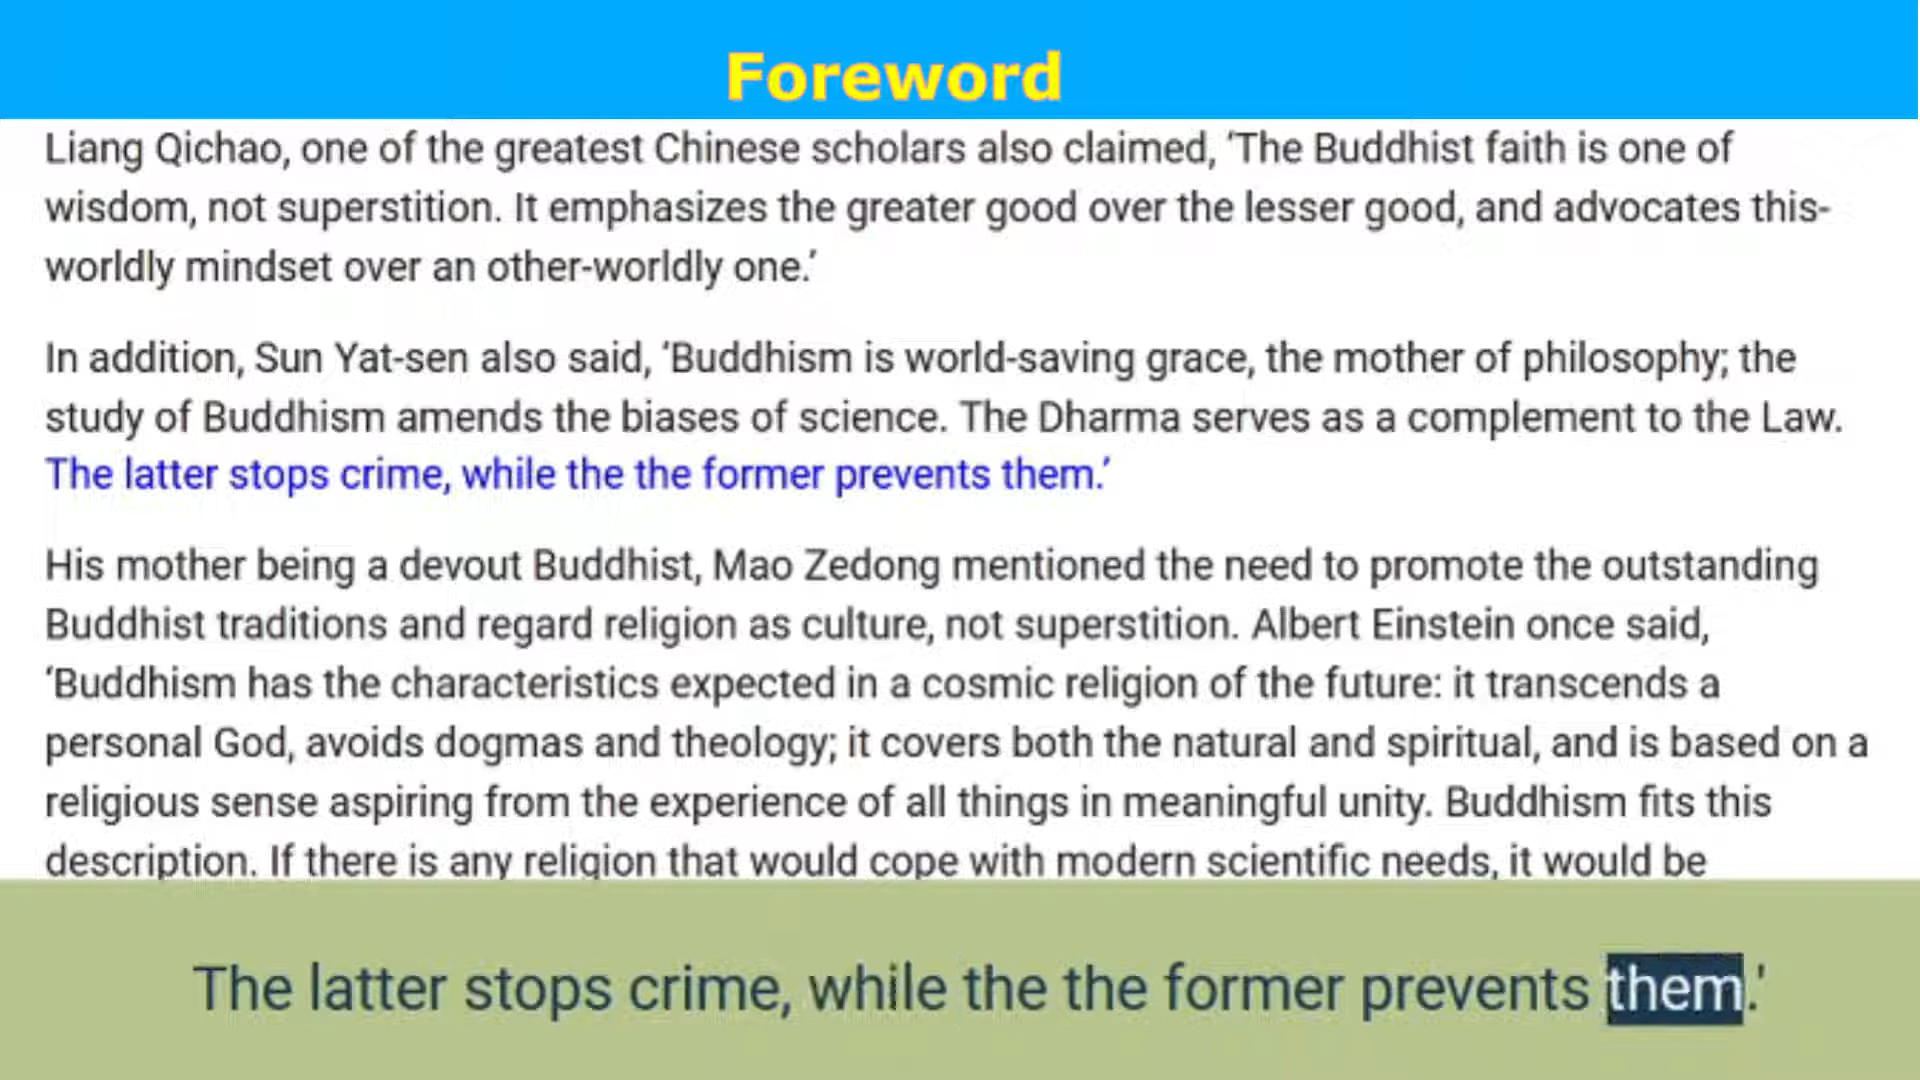 Foreword
Liang Qichao, one of the greatest Chinese scholars also claimed, ‘The Buddhist faith is one of
wisdom, not superstition. It emphasizes the greater good over the lesser good, and advocates this-
worldly mindset over an other-worldly one.’
In addition, Sun Yat-sen also said, ‘Buddhism is world-saving grace, the mother of philosophy; the
study of Buddhism amends the biases of science. The Dharma serves as a complement to the Law.
The latter stops crime, while the the former prevents them.’
His mother being a devout Buddhist, Mao Zedong mentioned the need to promote the outstanding
Buddhist traditions and regard religion as culture, not superstition. Albert Einstein once said,
‘Buddhism has the characteristics expected in a cosmic religion of the future: it transcends a
personal God, avoids dogmas and theology; it covers both the natural and spiritual, and is based on a
religious sense aspiring from the experience of all things in meaningful unity. Buddhism fits this
description. If there is any religion that would cope with modern scientific needs, it would be
The latter stops crime, while the the former prevents them.'